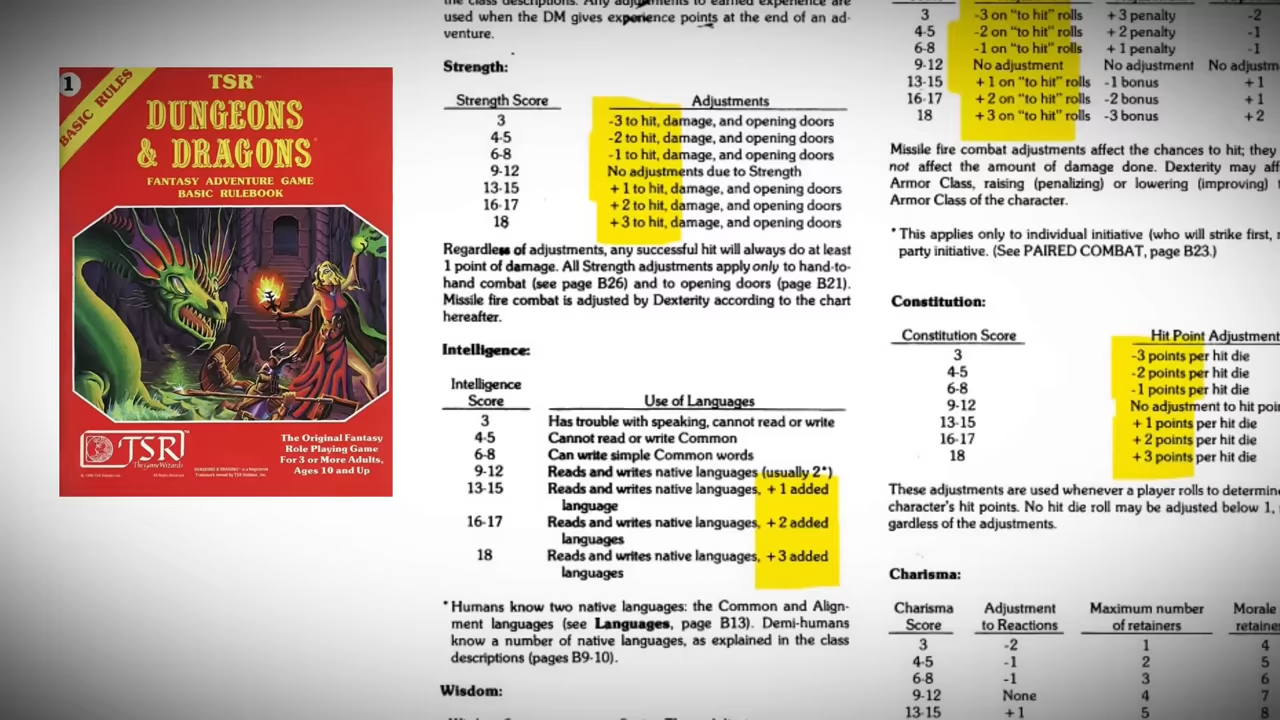 1
BASIC RULES
TSR™
DUNGEONS
& DRAGONS®
FANTASY ADVENTURE GAME
BASIC RULEBOOK
TSR™
The Game Wizards
The Original Fantasy
Role Playing Game
For 3 or More Adults,
Ages 10 and Up
used when the DM gives experience points at the end of an ad-
venture.
Strength:
Strength Score Adjustments
3 -3 to hit, damage, and opening doors
4-5 -2 to hit, damage, and opening doors
6-8 -1 to hit, damage, and opening doors
9-12 No adjustments due to Strength
13-15 + 1 to hit, damage, and opening doors
16-17 + 2 to hit, damage, and opening doors
18 + 3 to hit, damage, and opening doors
Regardless of adjustments, any successful hit will always do at least
1 point of damage. All Strength adjustments apply only to hand-to-
hand combat (see page B26) and to opening doors (page B21).
Missile fire combat is adjusted by Dexterity according to the chart
hereafter.
Intelligence:
Intelligence
Score Use of Languages
3 Has trouble with speaking, cannot read or write
4-5 Cannot read or write Common
6-8 Can write simple Common words
9-12 Reads and writes native languages (usually 2*)
13-15 Reads and writes native languages, + 1 added
language
16-17 Reads and writes native languages, + 2 added
languages
18 Reads and writes native languages, + 3 added
languages
*Humans know two native languages: the Common and Align-
ment languages (see Languages, page B13). Demi-humans
know a number of native languages, as explained in the class
descriptions (pages B9-10).
Wisdom:
3 -3 on "to hit" rolls + 3 penalty -2
4-5 -2 on "to hit" rolls + 2 penalty -1
6-8 -1 on "to hit" rolls + 1 penalty -1
9-12 No adjustment No adjustment No adjustm
13-15 + 1 on "to hit" rolls -1 bonus +1
16-17 + 2 on "to hit" rolls -2 bonus +1
18 + 3 on "to hit" rolls -3 bonus +2
Missile fire combat adjustments affect the chances to hit; they
not affect the amount of damage done. Dexterity may aff
Armor Class, raising (penalizing) or lowering (improving)
Armor Class of the character.
*This applies only to individual initiative (who will strike first,
party initiative. (See PAIRED COMBAT, page B23.)
Constitution:
Constitution Score Hit Point Adjustment
3 -3 points per hit die
4-5 -2 points per hit die
6-8 -1 points per hit die
9-12 No adjustment to hit poin
13-15 + 1 points per hit die
16-17 + 2 points per hit die
18 + 3 points per hit die
These adjustments are used whenever a player rolls to determine
character's hit points. No hit die roll may be adjusted below 1,
gardless of the adjustments.
Charisma:
Charisma Adjustment Maximum number Morale
Score to Reactions of retainers retaine
3 -2 1 4
4-5 -1 2 5
6-8 -1 3 6
9-12 None 4 7
13-15 +1 5 8